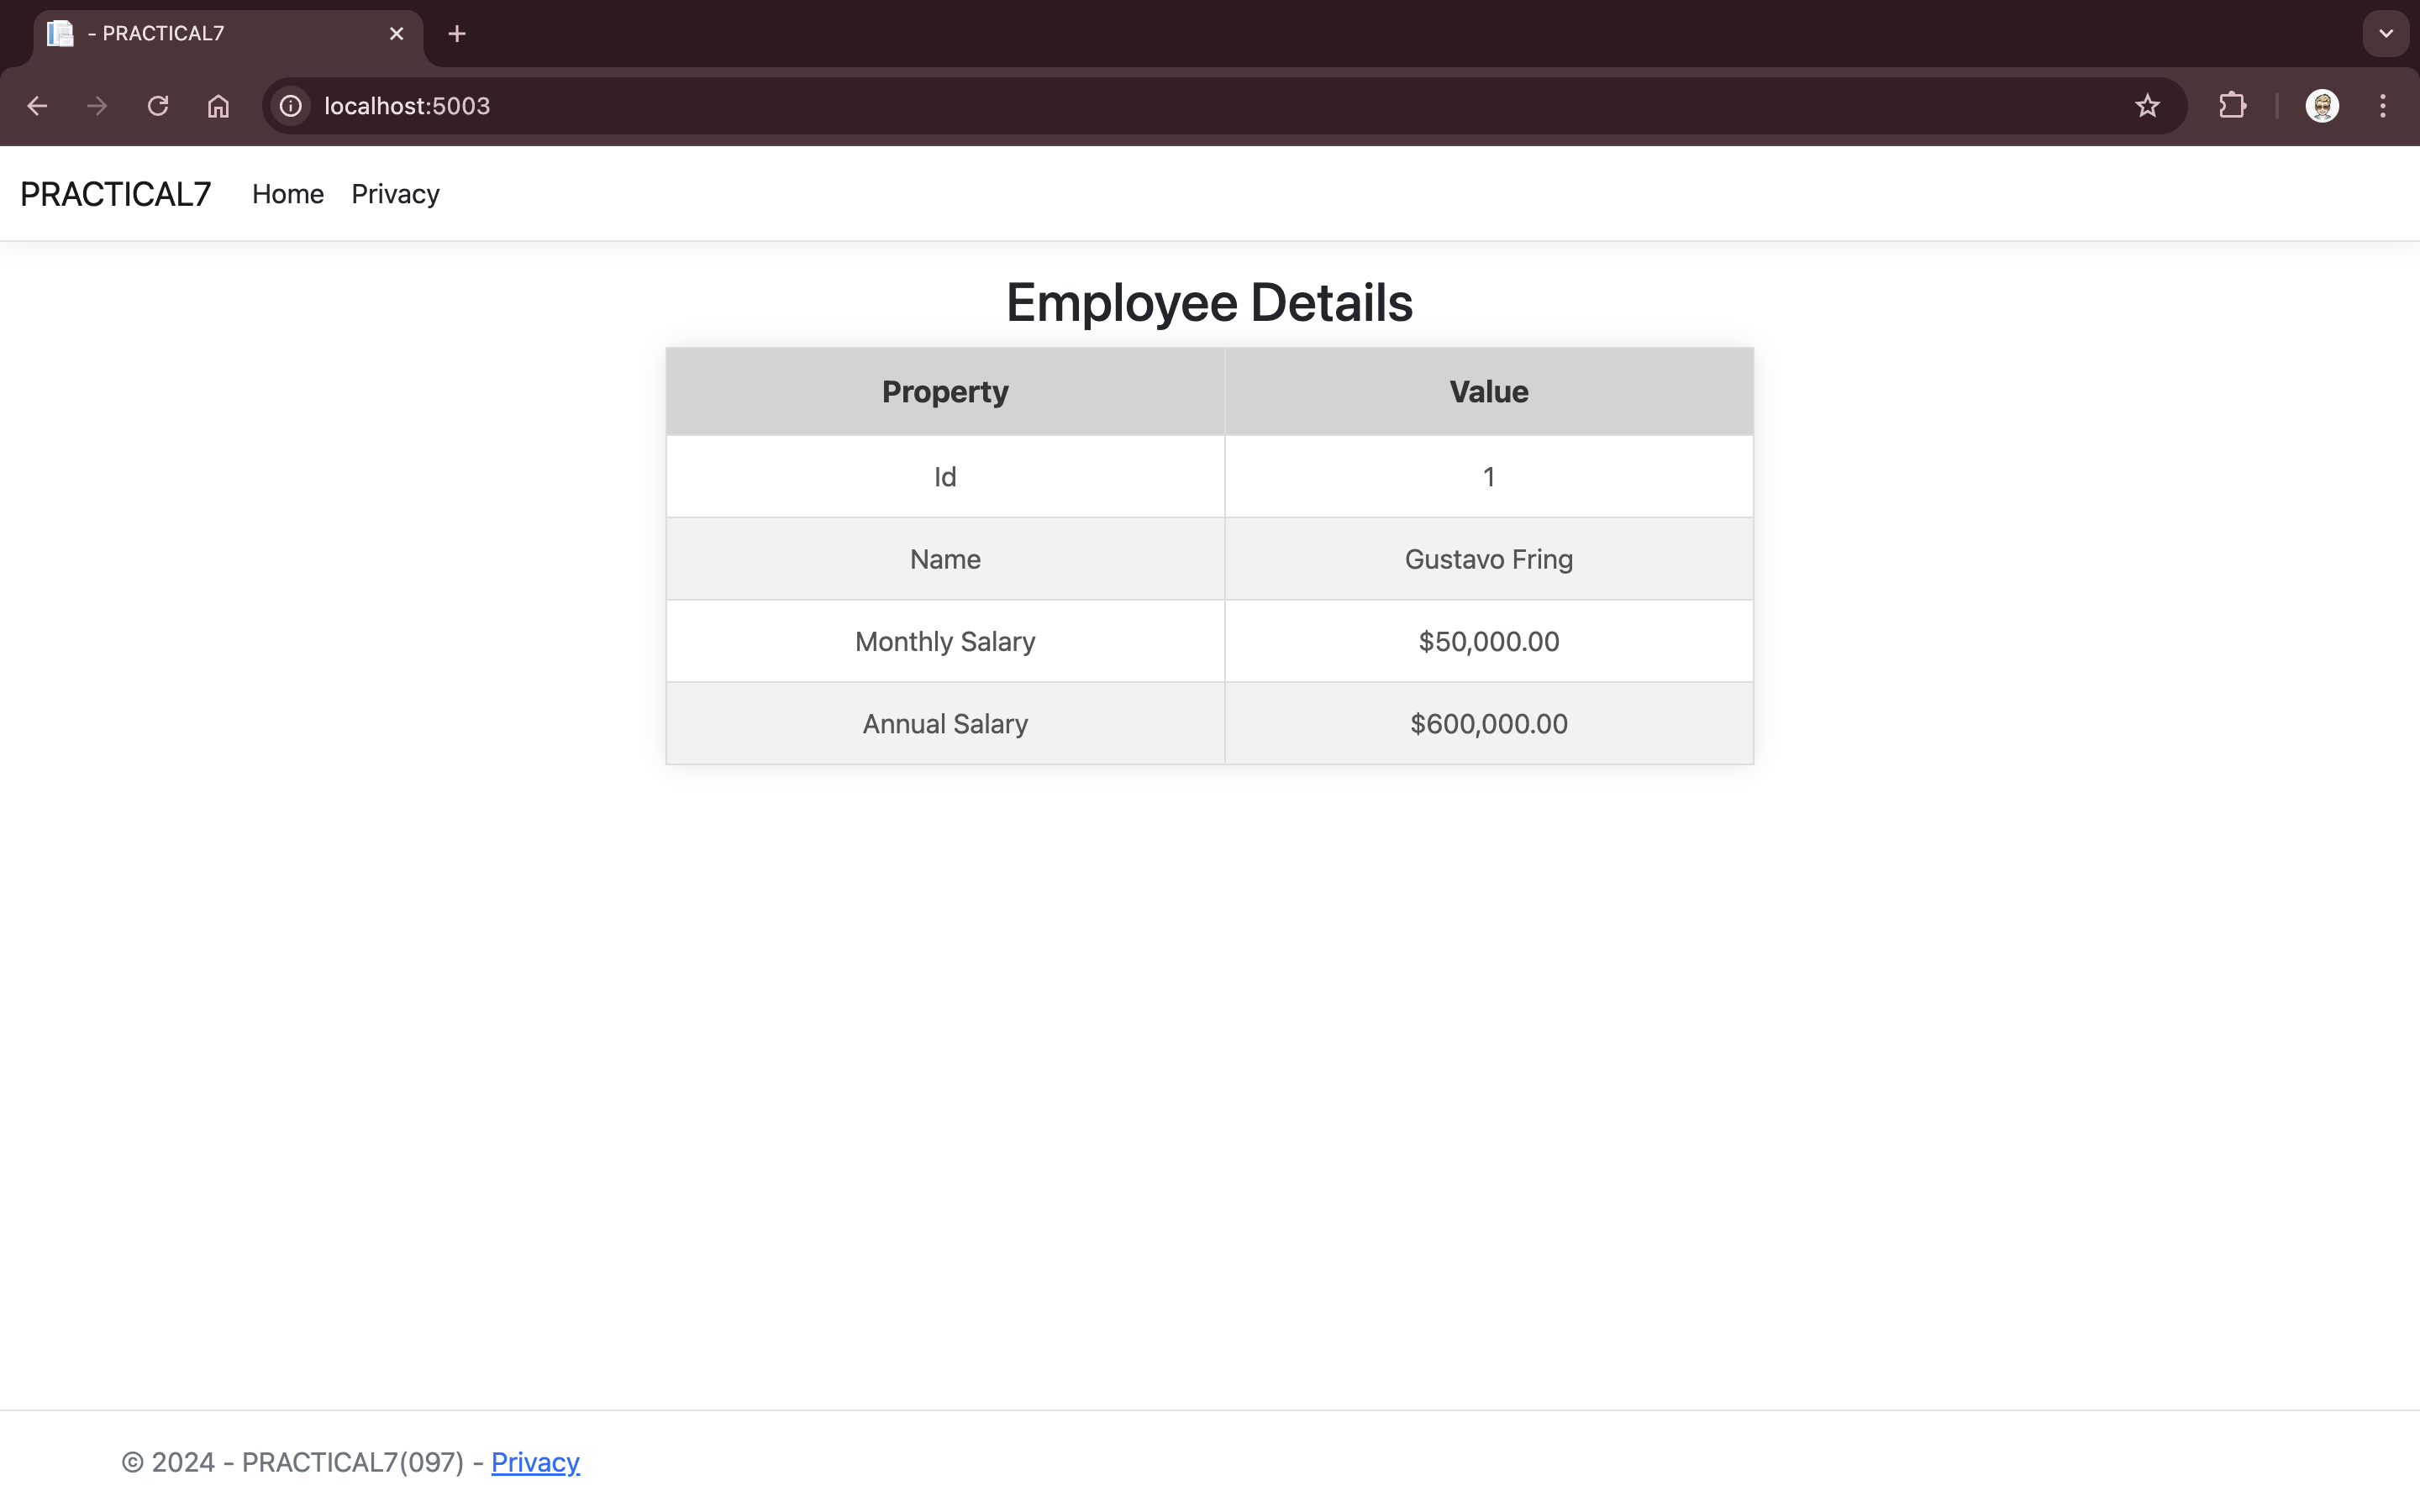 - PRACTICAL7
localhost:5003
PRACTICAL7 Home Privacy
Employee Details
Property Value
Id 1
Name Gustavo Fring
Monthly Salary $50,000.00
Annual Salary $600,000.00
© 2024 - PRACTICAL7(097) - Privacy